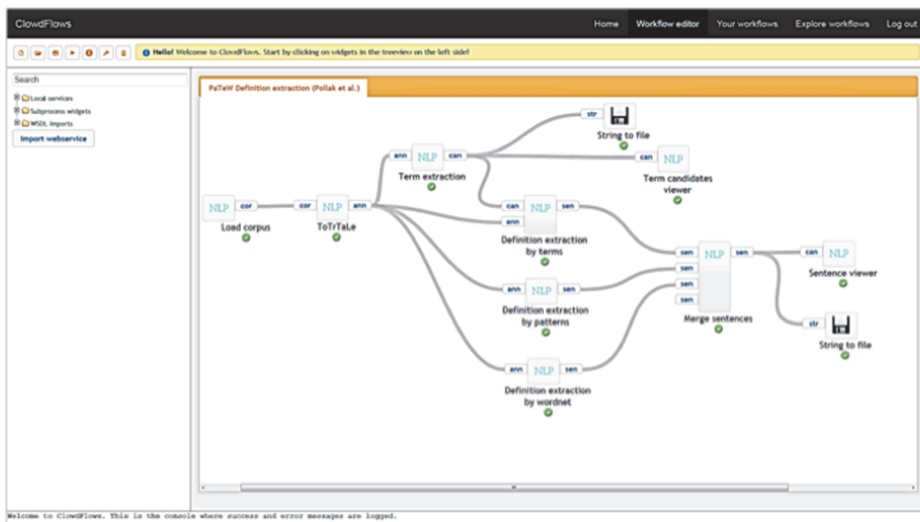 ClowdFlows
Home Workflow editor Your workflows Explore workflows Log out
Hello! Welcome to ClowdFlows. Start by clicking on widgets in the treeview on the left side!
Search
Local services
Subprocess widgets
WSDL imports
Import webservice
PaTeW Definition extraction (Pollak et al.)
str
String to file
ann NLP can
Term extraction
can NLP
Term candidates
viewer
NLP cor
Load corpus
cor NLP ann
ToTrTaLe
can NLP sen
ann
Definition extraction
by terms
ann NLP sen
Definition extraction
by patterns
ann NLP sen
Definition extraction
by wordnet
sen NLP sen
sen
sen
sen
Merge sentences
can NLP
Sentence viewer
str
String to file
Welcome to ClowdFlows. This is the console where success and error messages are logged.